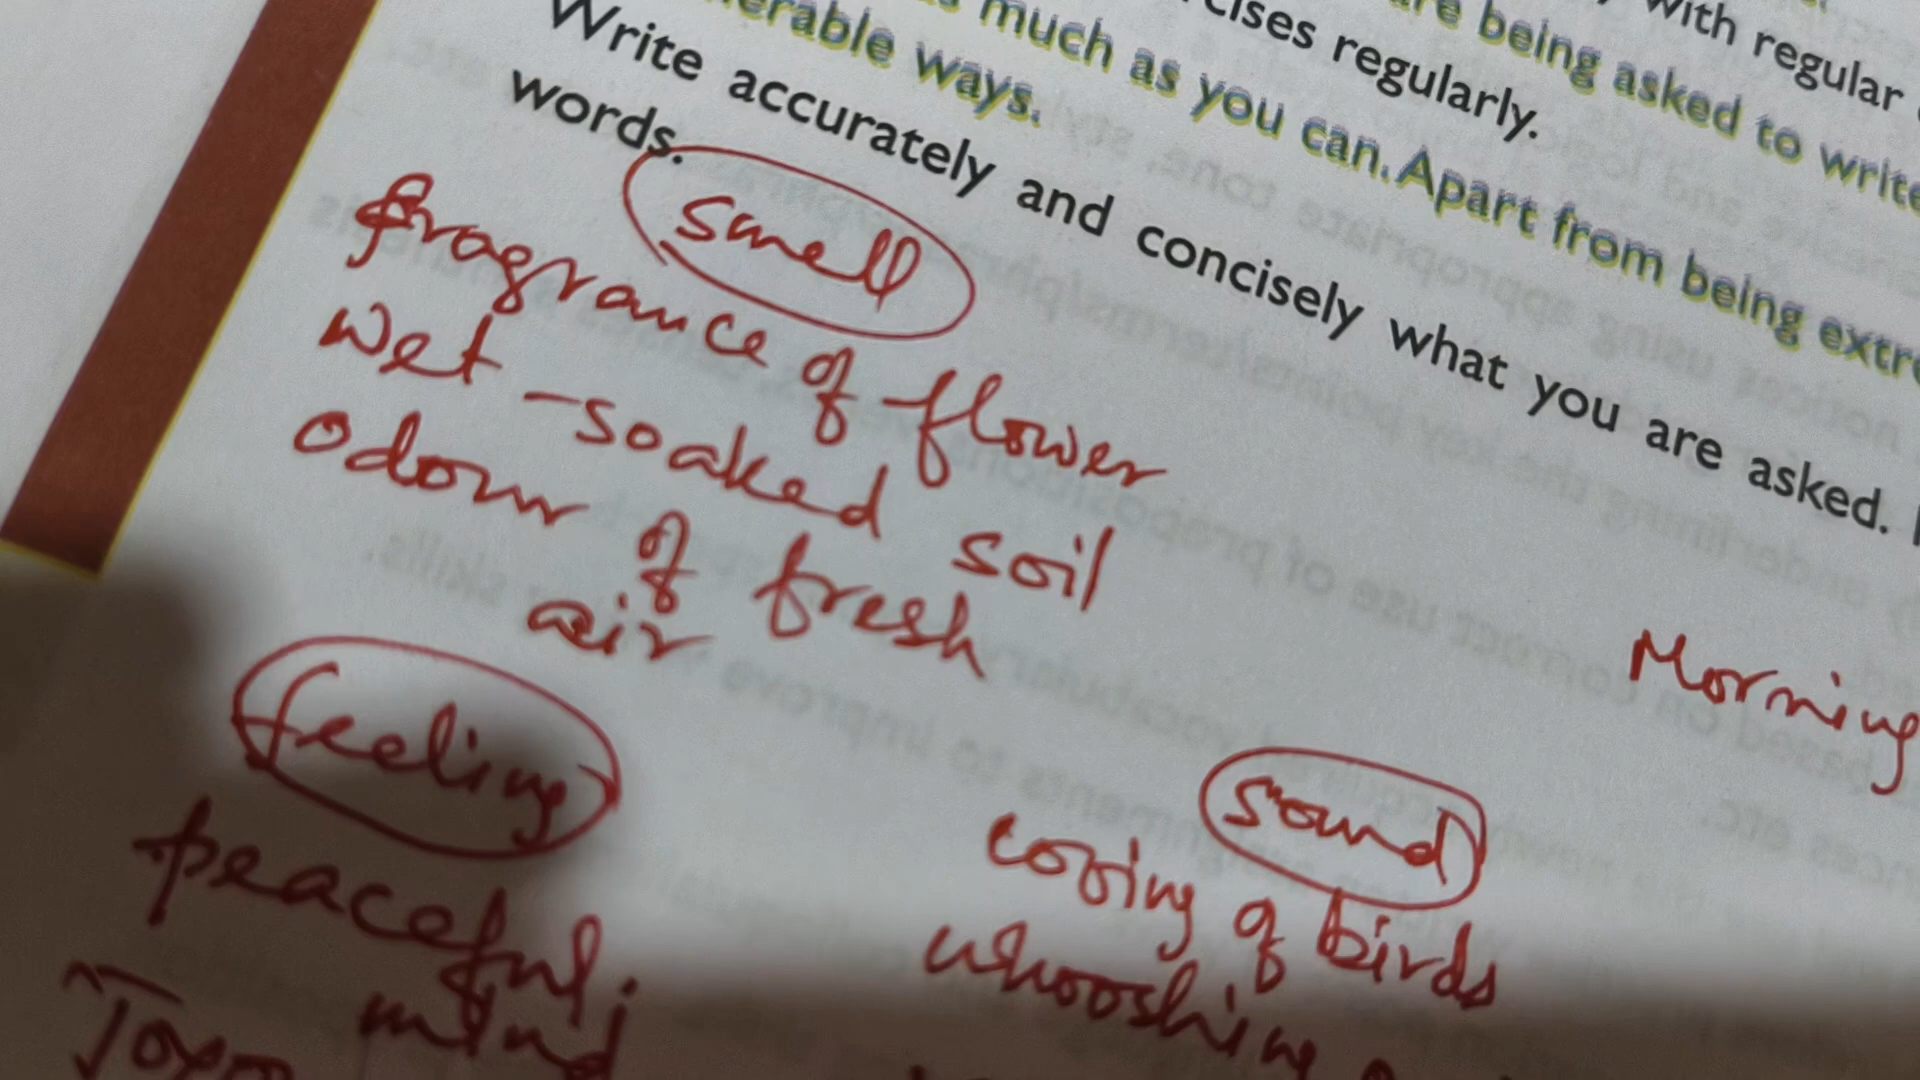 with regular
are being asked to write
cises regularly.
much as you can. Apart from being extre
erable ways.
Write accurately and concisely what you are asked.
words.
smell
fragrance of flower
wet - soaked soil
odour of fresh
air
Morning
feeling
peaceful
mind
sound
cooing of birds
whooshing